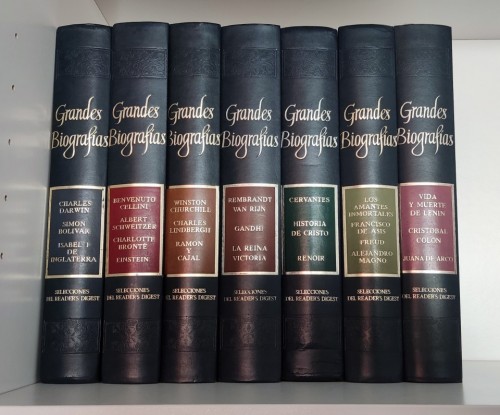 Grandes
Biografías
CHARLES
DARWIN
SIMON
BOLIVAR
ISABEL I
DE
INGLATERRA
SELECCIONES
DEL READER'S DIGEST
Grandes
Biografías
BENVENUTO
CELLINI
ALBERT
SCHWEITZER
CHARLOTTE
BRONTË
EINSTEIN
SELECCIONES
DEL READER'S DIGEST
Grandes
Biografías
WINSTON
CHURCHILL
CHARLES
LINDBERGH
RAMON
Y
CAJAL
SELECCIONES
DEL READER'S DIGEST
Grandes
Biografías
REMBRANDT
VAN RIJN
GANDHI
LA REINA
VICTORIA
SELECCIONES
DEL READER'S DIGEST
Grandes
Biografías
CERVANTES
HISTORIA
DE CRISTO
RENOIR
SELECCIONES
DEL READER'S DIGEST
Grandes
Biografías
LOS
AMANTES
INMORTALES
FRANCISCO
DE ASIS
FREUD
ALEJANDRO
MAGNO
SELECCIONES
DEL READER'S DIGEST
Grandes
Biografías
VIDA
Y MUERTE
DE LENIN
CRISTOBAL
COLON
JUANA DE ARCO
SELECCIONES
DEL READER'S DIGEST